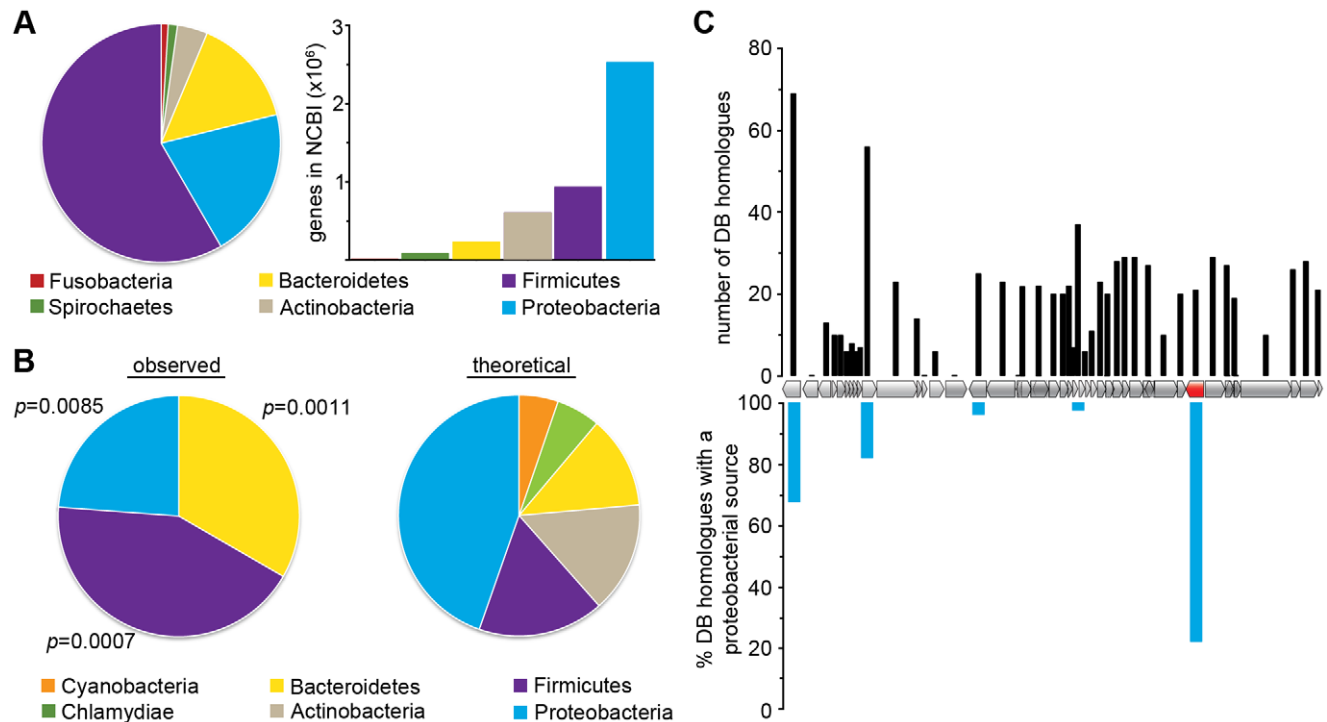 A
genes in NCBI (x10⁶)
3
2
1
Fusobacteria
Bacteroidetes
Firmicutes
Spirochaetes
Actinobacteria
Proteobacteria
B
observed
theoretical
p=0.0085
p=0.0011
p=0.0007
Cyanobacteria
Bacteroidetes
Firmicutes
Chlamydiae
Actinobacteria
Proteobacteria
C
number of DB homologues
80
60
40
20
0
% DB homologues with a
proteobacterial source
100
80
60
40
20
0